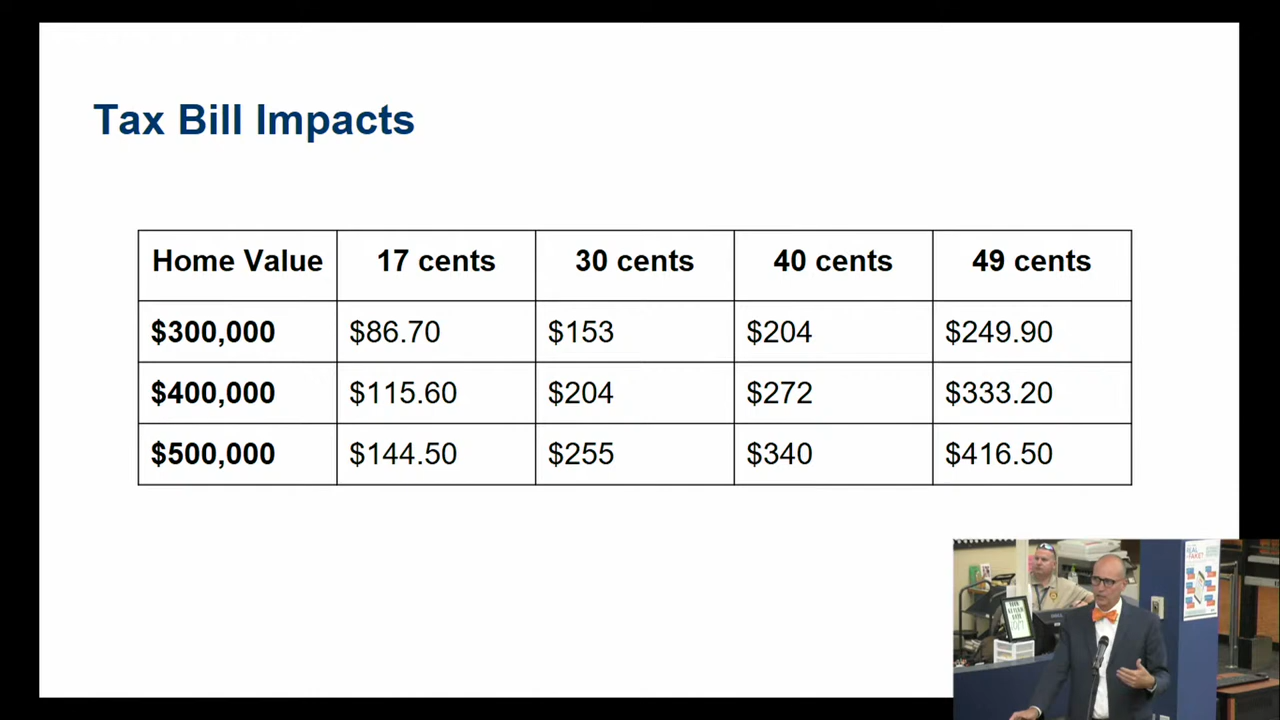 Tax Bill Impacts
Home Value 17 cents 30 cents 40 cents 49 cents
$300,000 $86.70 $153 $204 $249.90
$400,000 $115.60 $204 $272 $333.20
$500,000 $144.50 $255 $340 $416.50
REAL